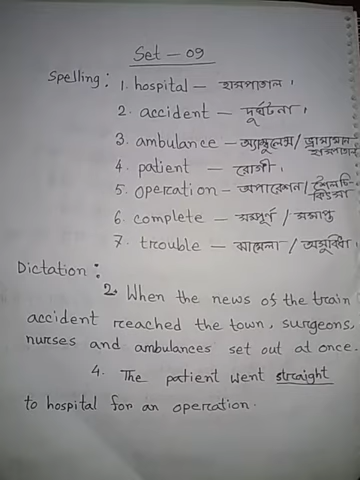 Set - 09
Spelling : 1. hospital - হাসপাতাল ।
2. accident - দুর্ঘটনা ।
3. ambulance - অ্যাম্বুলেন্স / ভ্রাম্যমান
হাসপাতাল
4. patient - রোগী ।
5. operation - অপারেশন / শৈল্যচি-
কিৎসা
6. complete - সম্পূর্ণ / সমাপ্ত
7. trouble - ঝামেলা / অসুবিধা ।
Dictation :
2. When the news of the train
accident reached the town, surgeons,
nurses and ambulances set out at once.
4. The patient went straight
to hospital for an operation.